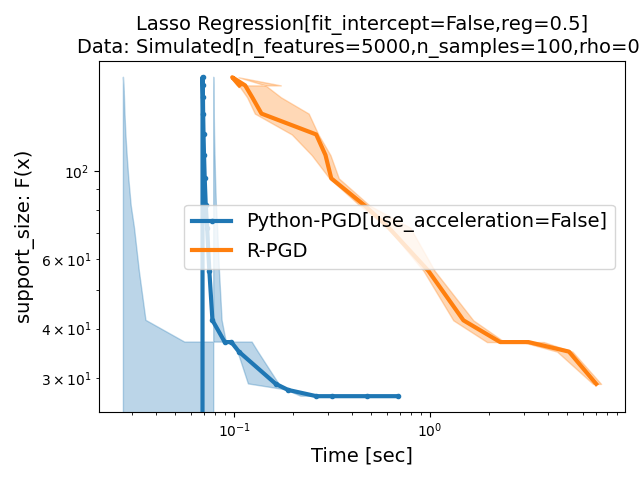 Lasso Regression[fit_intercept=False,reg=0.5]
Data: Simulated[n_features=5000,n_samples=100,rho=0
support_size: F(x)
10²
6 × 10¹
4 × 10¹
3 × 10¹
Python-PGD[use_acceleration=False]
R-PGD
10⁻¹
10⁰
Time [sec]